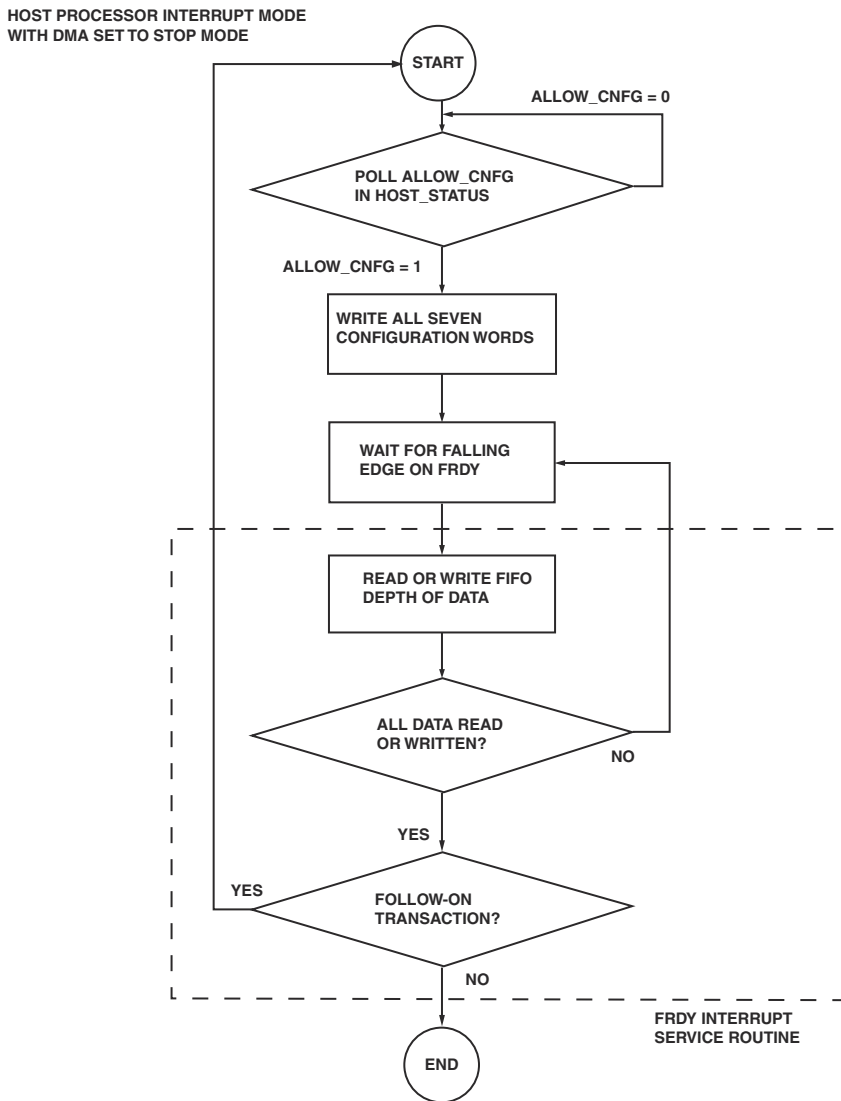 HOST PROCESSOR INTERRUPT MODE
WITH DMA SET TO STOP MODE
START
ALLOW_CNFG = 0
POLL ALLOW_CNFG
IN HOST_STATUS
ALLOW_CNFG = 1
WRITE ALL SEVEN
CONFIGURATION WORDS
WAIT FOR FALLING
EDGE ON FRDY
READ OR WRITE FIFO
DEPTH OF DATA
ALL DATA READ
OR WRITTEN?
NO
YES
YES
FOLLOW-ON
TRANSACTION?
NO
FRDY INTERRUPT
SERVICE ROUTINE
END